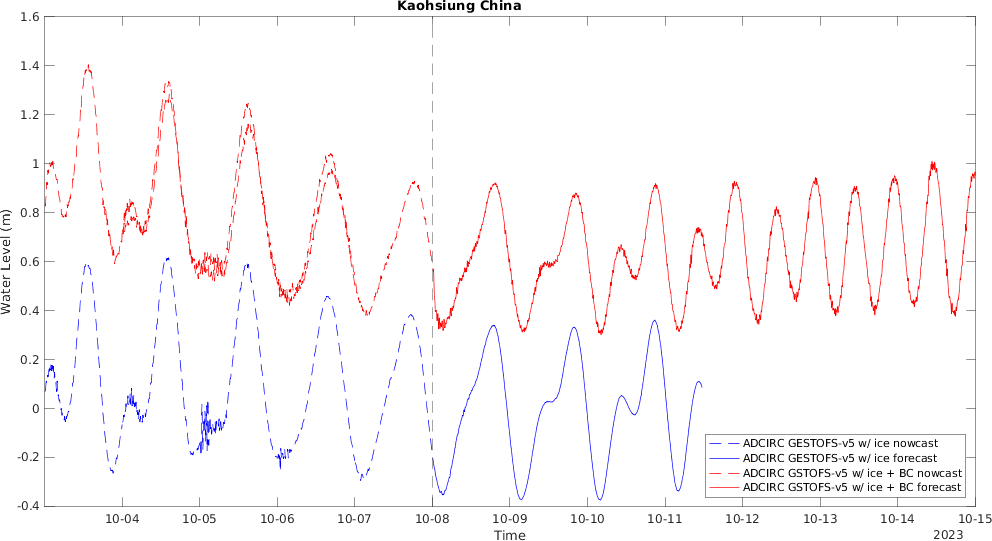 Kaohsiung China
1.6
1.4
1.2
1
0.8
0.6
0.4
0.2
0
-0.2
-0.4
Water Level (m)
10-04 10-05 10-06 10-07 10-08 10-09 10-10 10-11 10-12 10-13 10-14 10-15
Time
2023
ADCIRC GESTOFS-v5 w/ ice nowcast
ADCIRC GESTOFS-v5 w/ ice forecast
ADCIRC GSTOFS-v5 w/ ice + BC nowcast
ADCIRC GSTOFS-v5 w/ ice + BC forecast